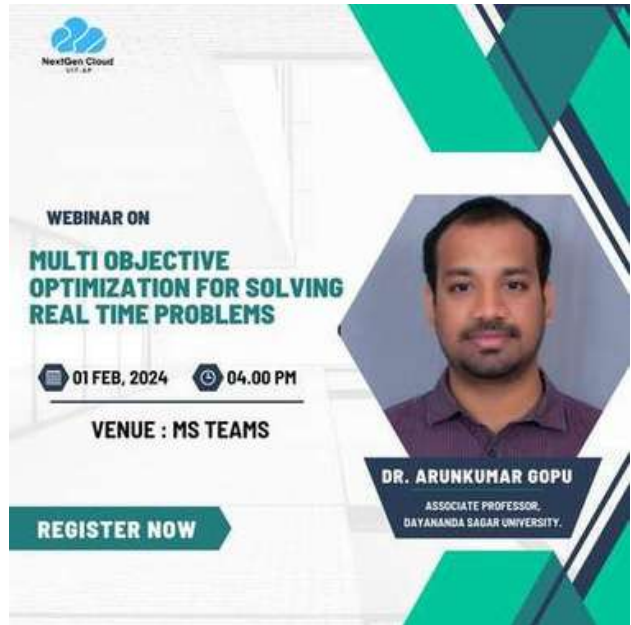 NextGen Cloud
VIT-AP
WEBINAR ON
MULTI OBJECTIVE
OPTIMIZATION FOR SOLVING
REAL TIME PROBLEMS
01 FEB, 2024 04.00 PM
VENUE : MS TEAMS
DR. ARUNKUMAR GOPU
ASSOCIATE PROFESSOR,
DAYANANDA SAGAR UNIVERSITY.
REGISTER NOW